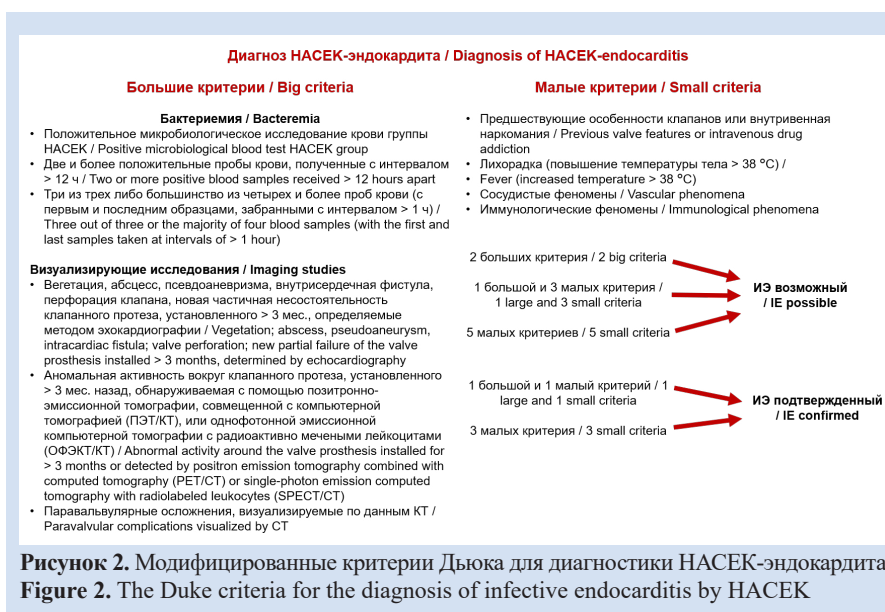 Диагноз HACEK-эндокардита / Diagnosis of HACEK-endocarditis
Большие критерии / Big criteria
Бактериемия / Bacteremia
• Положительное микробиологическое исследование крови группы
HACEK / Positive microbiological blood test HACEK group
• Две и более положительные пробы крови, полученные с интервалом
> 12 ч / Two or more positive blood samples received > 12 hours apart
• Три из трех либо большинство из четырех и более проб крови (с
первым и последним образцами, забранными с интервалом > 1 ч) /
Three out of three or the majority of four blood samples (with the first and
last samples taken at intervals of > 1 hour)
Визуализирующие исследования / Imaging studies
• Вегетация, абсцесс, псевдоаневризма, внутрисердечная фистула,
перфорация клапана, новая частичная несостоятельность
клапанного протеза, установленного > 3 мес., определяемые
методом эхокардиографии / Vegetation; abscess, pseudoaneurysm,
intracardiac fistula; valve perforation; new partial failure of the valve
prosthesis installed > 3 months, determined by echocardiography
• Аномальная активность вокруг клапанного протеза, установленного
> 3 мес. назад, обнаруживаемая с помощью позитронно-
эмиссионной томографии, совмещенной с компьютерной
томографией (ПЭТ/КТ), или однофотонной эмиссионной
компьютерной томографии с радиоактивно мечеными лейкоцитами
(ОФЭКТ/КТ) / Abnormal activity around the valve prosthesis installed for
> 3 months or detected by positron emission tomography combined with
computed tomography (PET/CT) or single-photon emission computed
tomography with radiolabeled leukocytes (SPECT/CT)
• Паравальвулярные осложнения, визуализируемые по данным КТ /
Paravalvular complications visualized by CT
Малые критерии / Small criteria
• Предшествующие особенности клапанов или внутривенная
наркомания / Previous valve features or intravenous drug
addiction
• Лихорадка (повышение температуры тела > 38 °C) /
• Fever (increased temperature > 38 °C)
• Сосудистые феномены / Vascular phenomena
• Иммунологические феномены / Immunological phenomena
2 больших критерия / 2 big criteria
1 большой и 3 малых критерия /
1 large and 3 small criteria
5 малых критериев / 5 small criteria
ИЭ возможный
/ IE possible
1 большой и 1 малый критерий / 1
large and 1 small criteria
3 малых критерия / 3 small criteria
ИЭ подтвержденный
/ IE confirmed
Рисунок 2. Модифицированные критерии Дьюка для диагностики HACEK-эндокардита
Figure 2. The Duke criteria for the diagnosis of infective endocarditis by HACEK